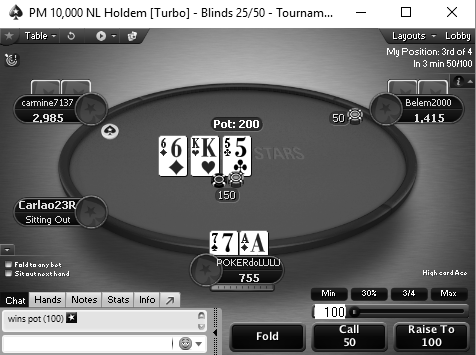 PM 10,000 NL Holdem [Turbo] - Blinds 25/50 - Tournam...
Table
Layouts
Lobby
My Position: 3rd of 4
In 3 min 50/100
carmine7137
2,985
Pot: 200
50
Belem2000
1,415
6 6 K K 5 5
STARS
150
Carlao23R
Sitting Out
7 7 A A
POKERdoLULU
755
Fold to any bet
Sit out next hand
High card Ace
Chat Hands Notes Stats Info
Min 30% 3/4 Max
wins pot (100)
100
Fold
Call
50
Raise To
100